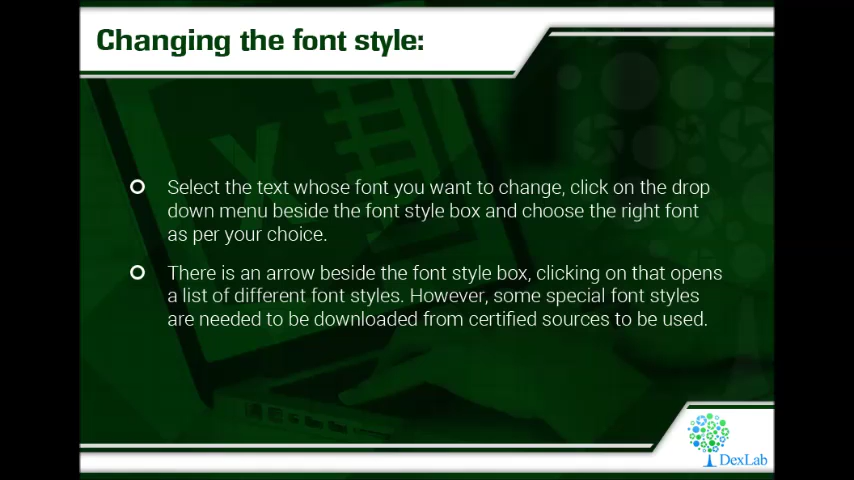 Changing the font style:
Select the text whose font you want to change, click on the drop
down menu beside the font style box and choose the right font
as per your choice.
There is an arrow beside the font style box, clicking on that opens
a list of different font styles. However, some special font styles
are needed to be downloaded from certified sources to be used.
DexLab